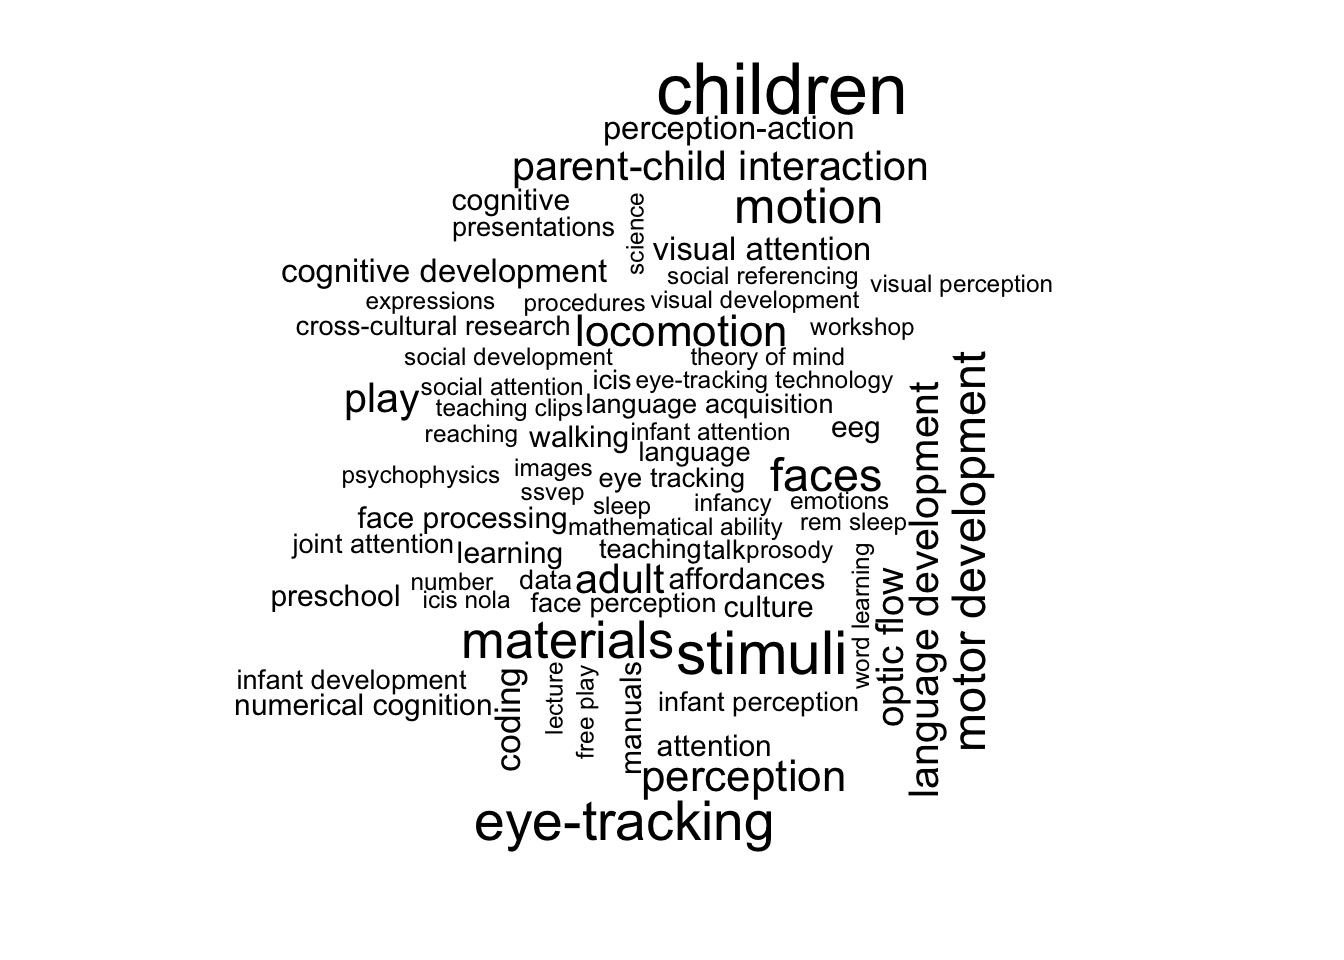 children
perception-action
parent-child interaction
cognitive
motion
presentations
science
visual attention
cognitive development
social referencing
visual perception
expressions
procedures
visual development
cross-cultural research
locomotion
workshop
social development
theory of mind
play
social attention
icis
eye-tracking technology
teaching clips
language acquisition
reaching
walking
infant attention
eeg
language
psychophysics
images
eye tracking
faces
ssvep
sleep
infancy
emotions
face processing
mathematical ability
rem sleep
joint attention
learning
teaching
talk
prosody
preschool
number
data
adult
affordances
icis nola
face perception
culture
word learning
optic flow
language development
motor development
materials
stimuli
infant development
numerical cognition
coding
lecture
free play
manuals
infant perception
attention
perception
eye-tracking